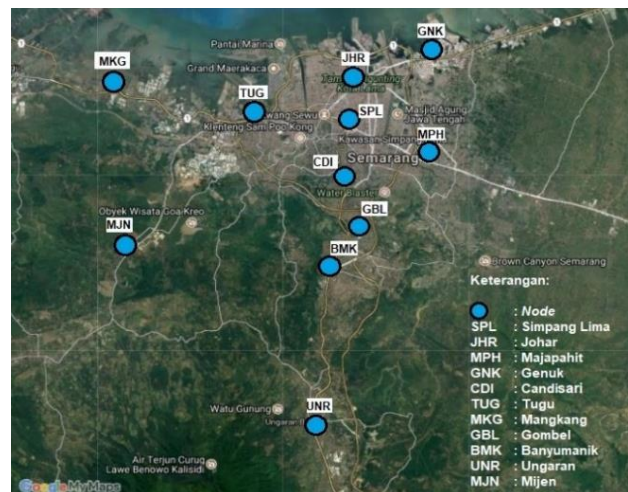 GNK
Pantai Marina
JHR
MKG
Grand Maerakaca
TUG
SPL
Masjid Agung
Jawa Tengah
Klenteng Sam Poo Kong
Kawasan Simpang
MPH
Semarang
CDI
Water Blaster
Obyek Wisata Goa Kreo
GBL
MJN
BMK
Brown Canyon Semarang
Keterangan:
: Node
SPL : Simpang Lima
JHR : Johar
MPH : Majapahit
GNK : Genuk
CDI : Candisari
TUG : Tugu
MKG : Mangkang
GBL : Gombel
BMK : Banyumanik
UNR : Ungaran
MJN : Mijen
Watu Gunung
UNR
Ungaran
Air Terjun Curug
Lawe Benowo Kalisidi
Google My Maps